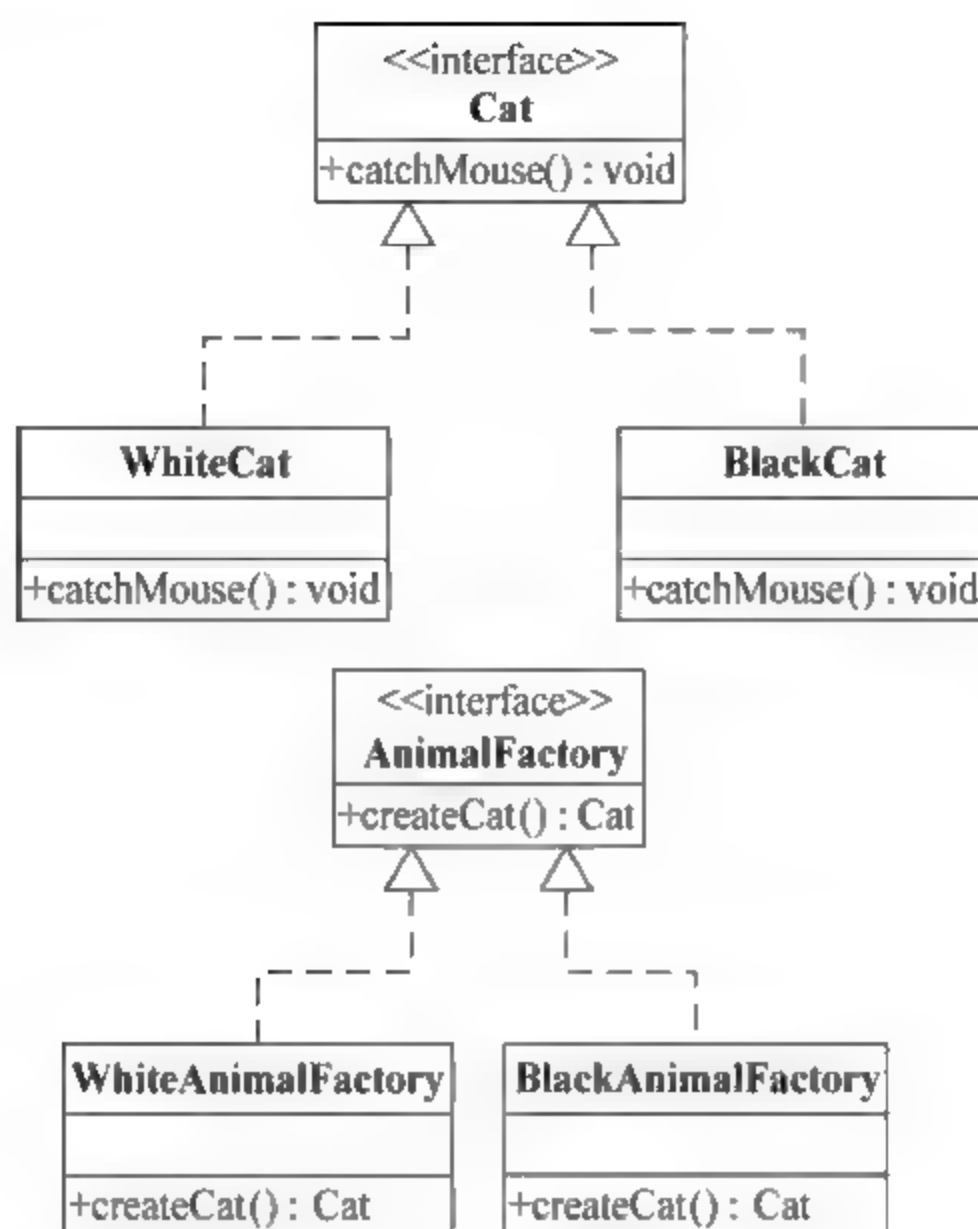 <<interface>>
Cat
+catchMouse() : void
WhiteCat
BlackCat
+catchMouse() : void
+catchMouse() : void
<<interface>>
AnimalFactory
+createCat() : Cat
WhiteAnimalFactory
BlackAnimalFactory
+createCat() : Cat
+createCat() : Cat